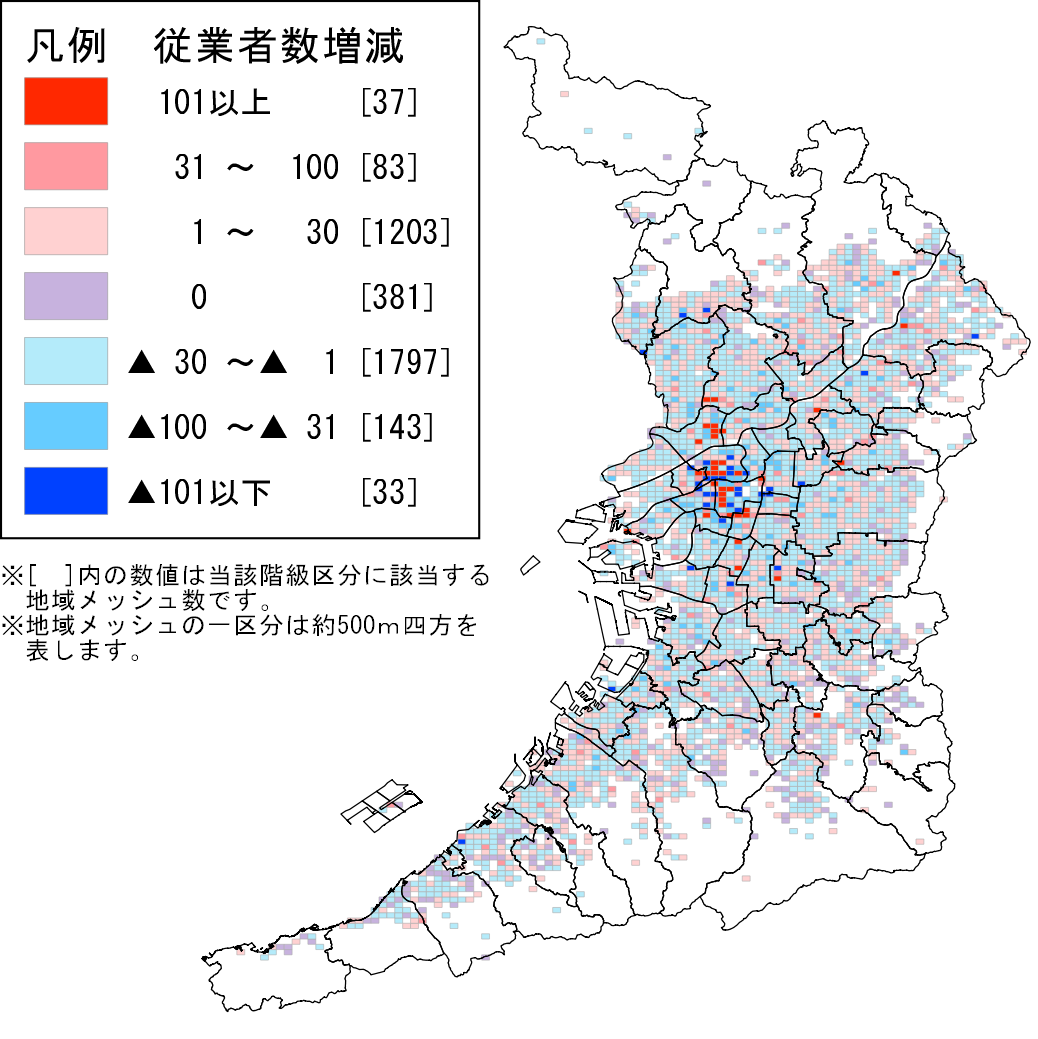 凡例 従業者数増減
101以上 [37]
31 ～ 100 [83]
1 ～ 30 [1203]
0 [381]
▲ 30 ～▲ 1 [1797]
▲100 ～▲ 31 [143]
▲101以下 [33]
※[ ]内の数値は当該階級区分に該当する
地域メッシュ数です。
※地域メッシュの一区分は約500ｍ四方を
表します。